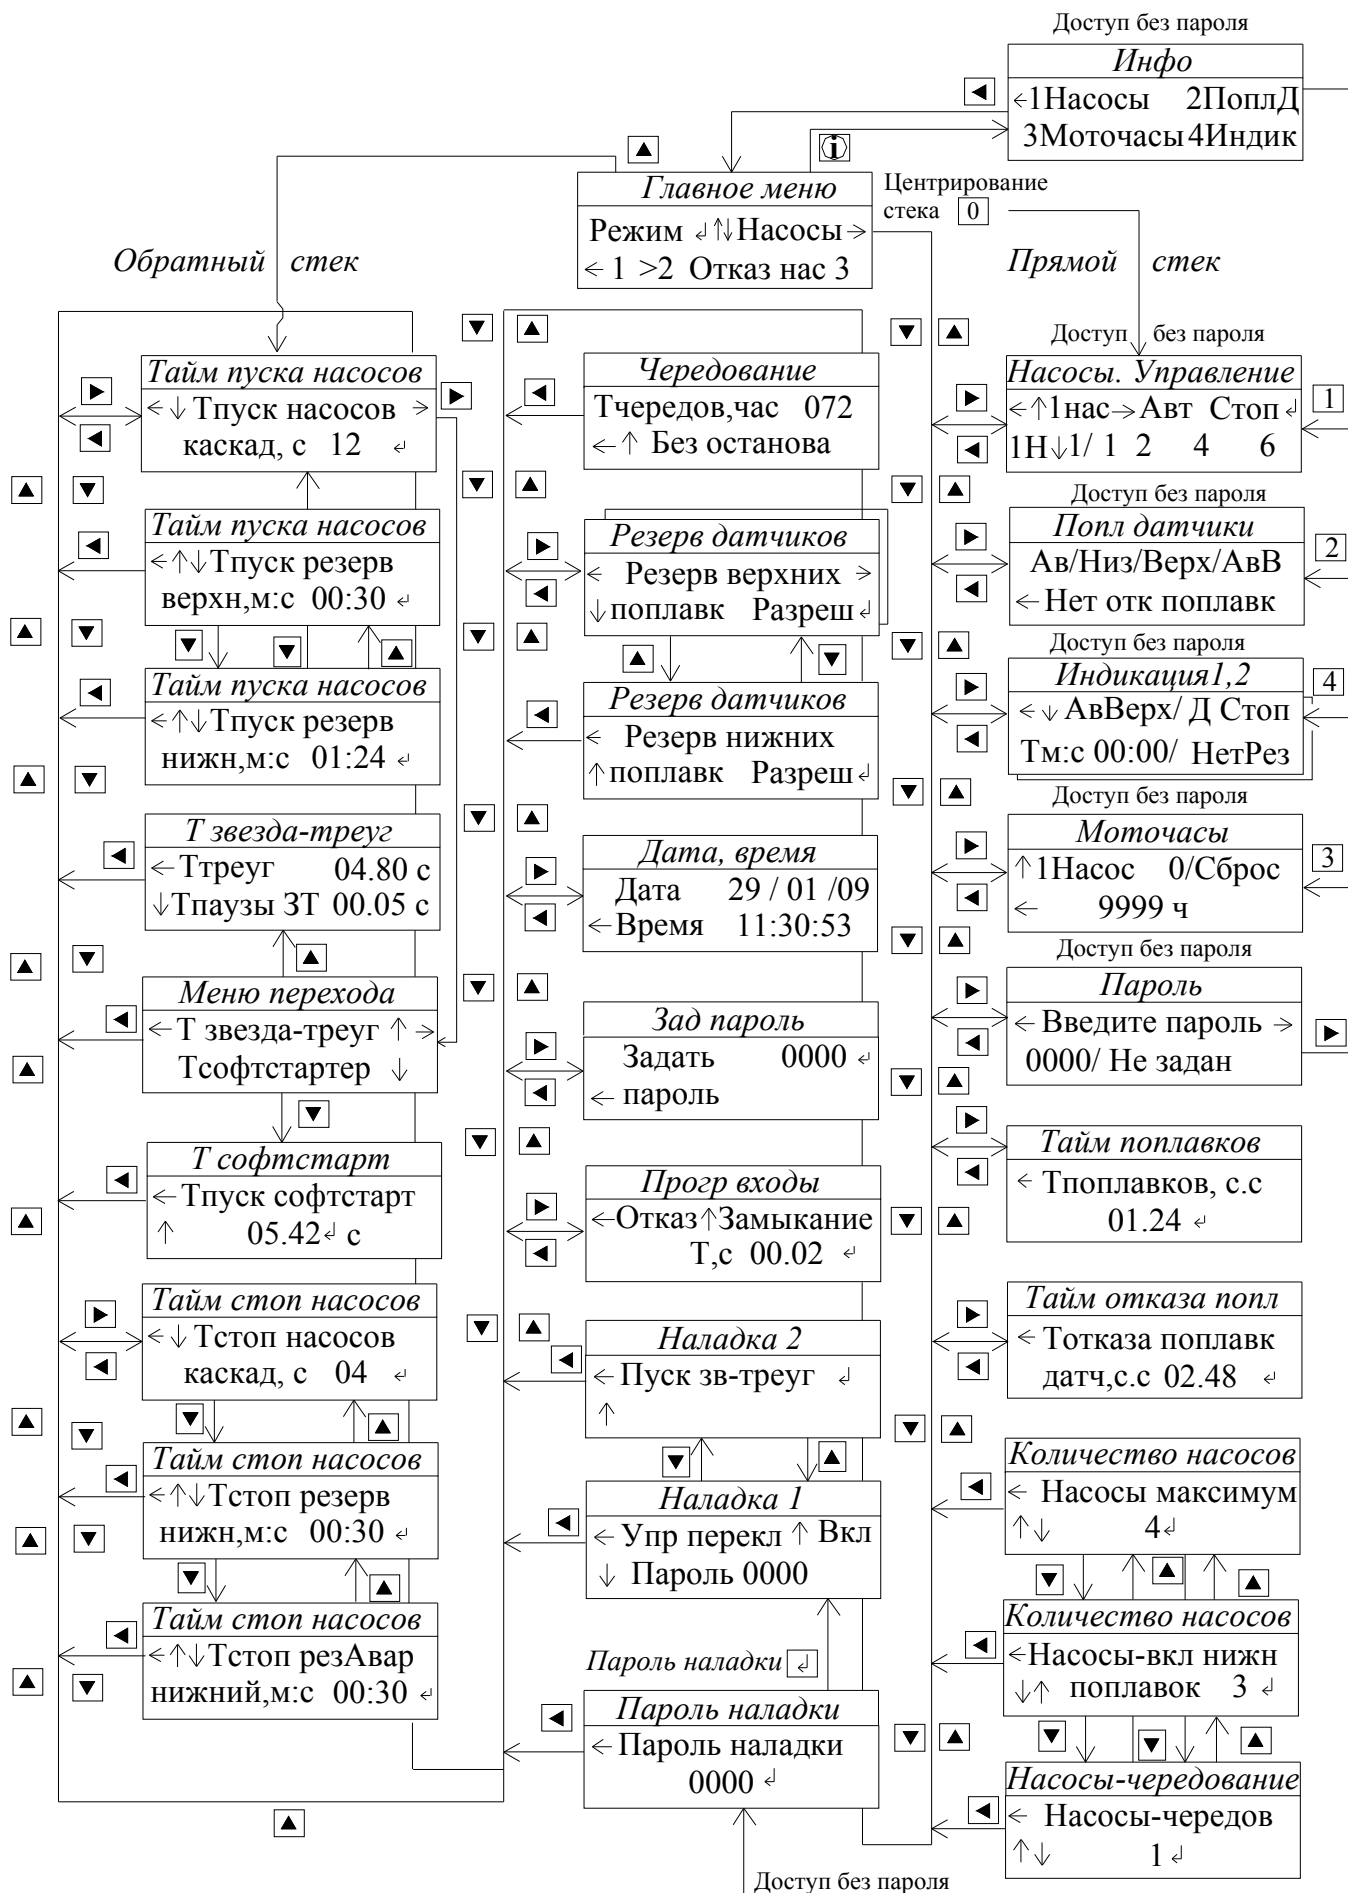 Доступ без пароля
Инфо
←1Насосы 2ПоплД
3Моточасы 4Индик
◄
▲
i
Главное меню
Режим ↲↑↓Насосы→
← 1 >2 Отказ нас 3
Центрирование
стека 0
Обратный стек
Прямой стек
Тайм пуска насосов
←↓ Тпуск насосов →
каскад, с 12 ↲
Тайм пуска насосов
←↑↓Тпуск резерв
верхн,м:с 00:30 ↲
Тайм пуска насосов
←↑↓Тпуск резерв
нижн,м:с 01:24 ↲
Т звезда-треуг
←Ттреуг 04.80 с
↓Тпаузы ЗТ 00.05 с
Меню перехода
←Т звезда-треуг ↑→
Тсофтстартер ↓
Т софтстарт
←Тпуск софтстарт
↑ 05.42↲ с
Тайм стоп насосов
←↓ Тстоп насосов
каскад, с 04 ↲
Тайм стоп насосов
←↑↓Тстоп резерв
нижн,м:с 00:30 ↲
Тайм стоп насосов
←↑↓Тстоп резАвар
нижний,м:с 00:30 ↲
Чередование
Тчередов,час 072
←↑ Без останова
Резерв датчиков
← Резерв верхних →
↓поплавк Разреш↲
Резерв датчиков
← Резерв нижних
↑поплавк Разреш↲
Дата, время
Дата 29 / 01 /09
←Время 11:30:53
Зад пароль
Задать 0000 ↲
← пароль
Прогр входы
←Отказ↑Замыкание
Т,с 00.02 ↲
Наладка 2
←Пуск зв-треуг ↲
↑
Наладка 1
← Упр перекл ↑ Вкл
↓ Пароль 0000
Пароль наладки ↲
Пароль наладки
←Пароль наладки
0000 ↲
Доступ без пароля
Доступ без пароля
Насосы. Управление
←↑1нас→Авт Стоп↲
1Н↓1/ 1 2 4 6
1
Доступ без пароля
Попл датчики
Ав/Низ/Верх/АвВ
←Нет отк поплавк
2
Доступ без пароля
Индикация1,2
←↓ АвВерх/ Д Стоп
Тм:с 00:00/ НетРез
4
Доступ без пароля
Моточасы
↑1Насос 0/Сброс
← 9999 ч
3
Доступ без пароля
Пароль
← Введите пароль →
0000/ Не задан
►
Тайм поплавков
← Тпоплавков, с.с
01.24 ↲
Тайм отказа попл
← Тотказа поплавк
датч,с.с 02.48 ↲
Количество насосов
← Насосы максимум
↑↓ 4↲
Количество насосов
←Насосы-вкл нижн
↓↑ поплавок 3 ↲
Насосы-чередование
← Насосы-чередов
↑↓ 1 ↲